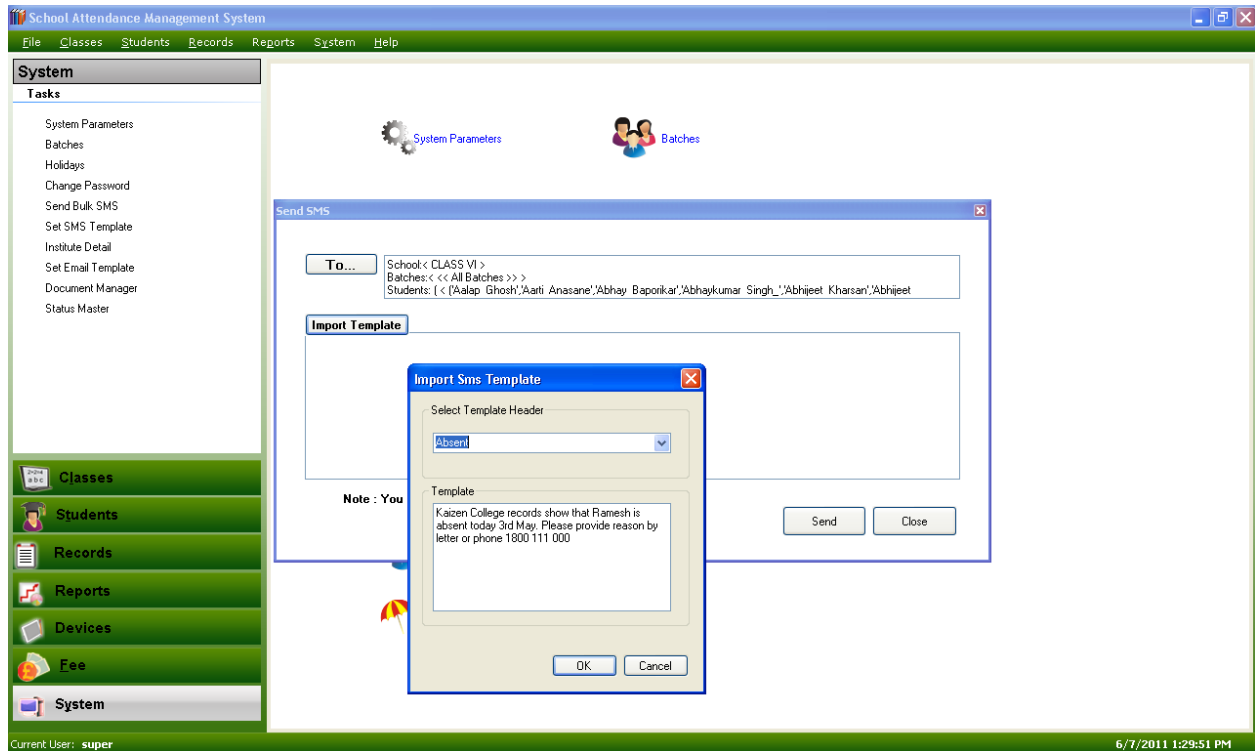 School Attendance Management System
File Classes Students Records Reports System Help
System
Tasks
System Parameters
Batches
Holidays
Change Password
Send Bulk SMS
Set SMS Template
Institute Detail
Set Email Template
Document Manager
Status Master
Classes
Students
Records
Reports
Devices
Fee
System
System Parameters
Batches
Send SMS
To...
School:< CLASS VI >
Batches:< << All Batches >> >
Students: ( < ('Aalap Ghosh','Aarti Anasane','Abhay Baporikar','Abhaykumar Singh_','Abhijeet Kharsan','Abhijeet
Import Template
Note : You
Send
Close
Import Sms Template
Select Template Header
Absent
Template
Kaizen College records show that Ramesh is
absent today 3rd May. Please provide reason by
letter or phone 1800 111 000
OK
Cancel
Current User: super
6/7/2011 1:29:51 PM